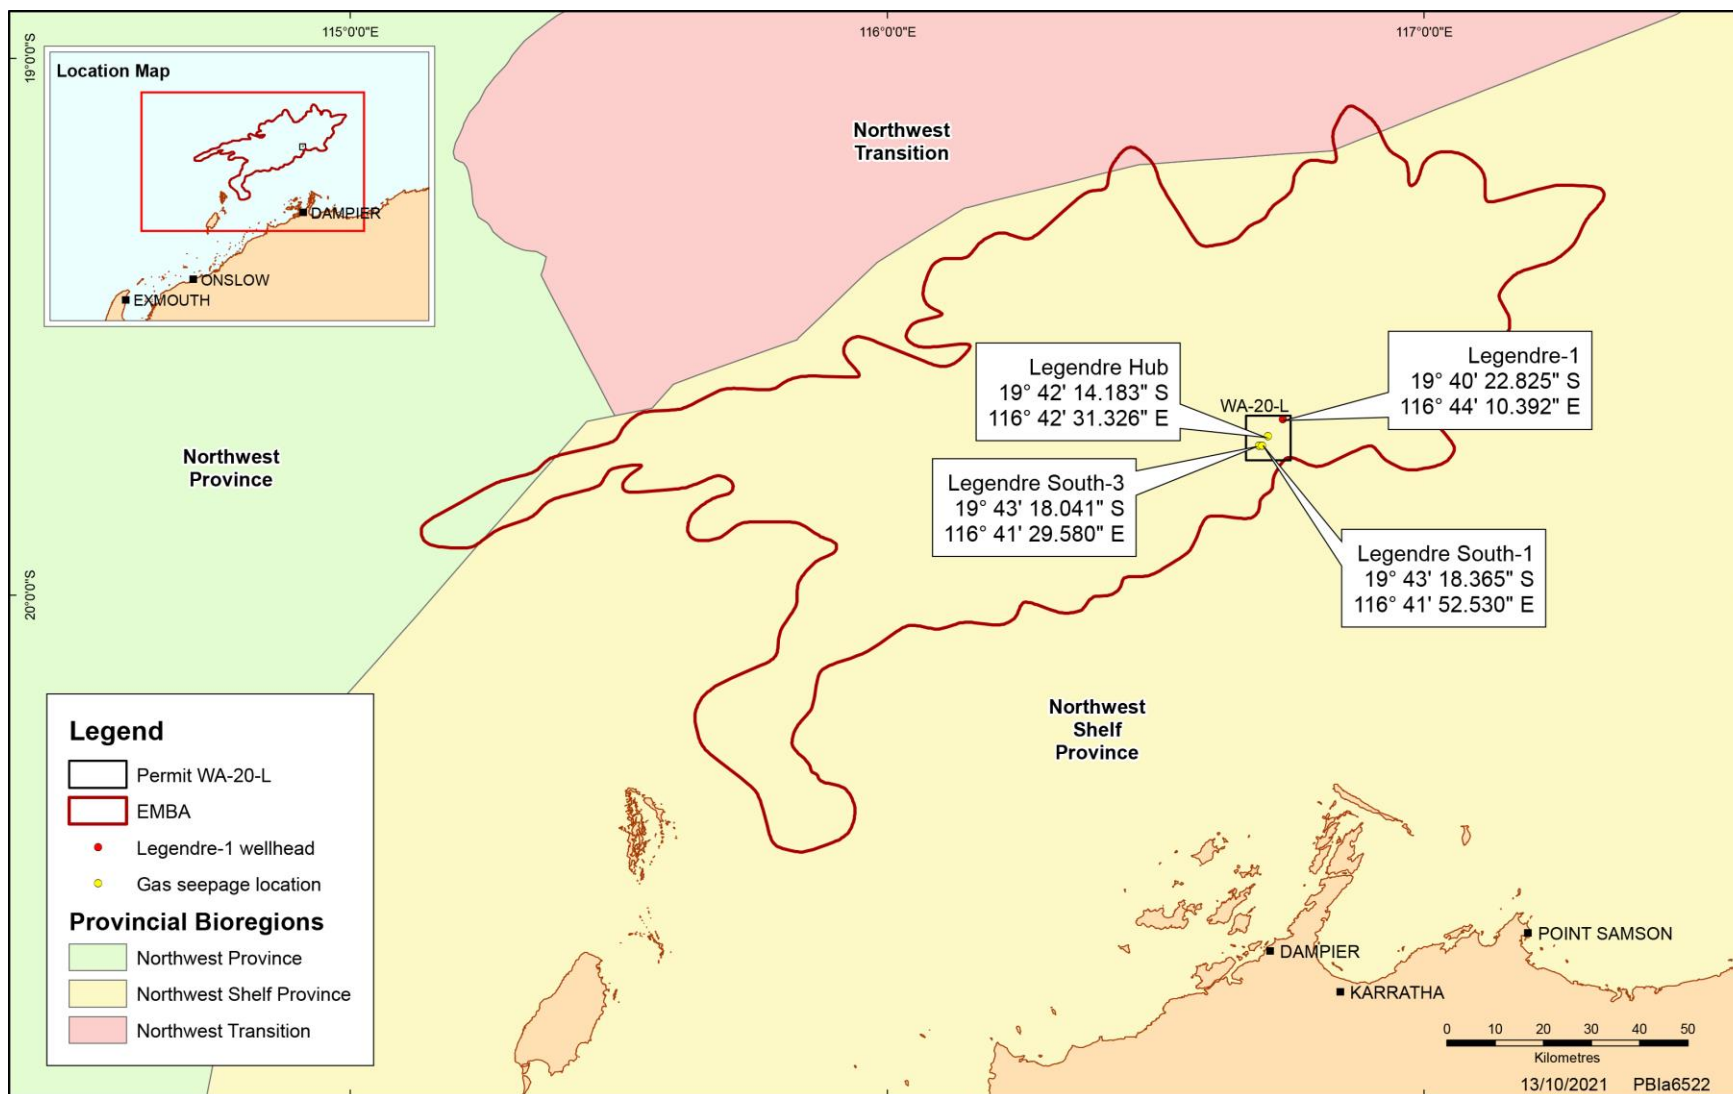 115°0'0"E
116°0'0"E
117°0'0"E
19°0'0"S
20°0'0"S
Location Map
DAMPIER
ONSLOW
EXMOUTH
Northwest
Transition
Northwest
Province
Legendre Hub
19° 42' 14.183" S
116° 42' 31.326" E
Legendre-1
19° 40' 22.825" S
116° 44' 10.392" E
WA-20-L
Legendre South-3
19° 43' 18.041" S
116° 41' 29.580" E
Legendre South-1
19° 43' 18.365" S
116° 41' 52.530" E
Northwest
Shelf
Province
Legend
Permit WA-20-L
EMBA
Legendre-1 wellhead
Gas seepage location
Provincial Bioregions
Northwest Province
Northwest Shelf Province
Northwest Transition
POINT SAMSON
DAMPIER
KARRATHA
0 10 20 30 40 50
Kilometres
13/10/2021 PBIa6522